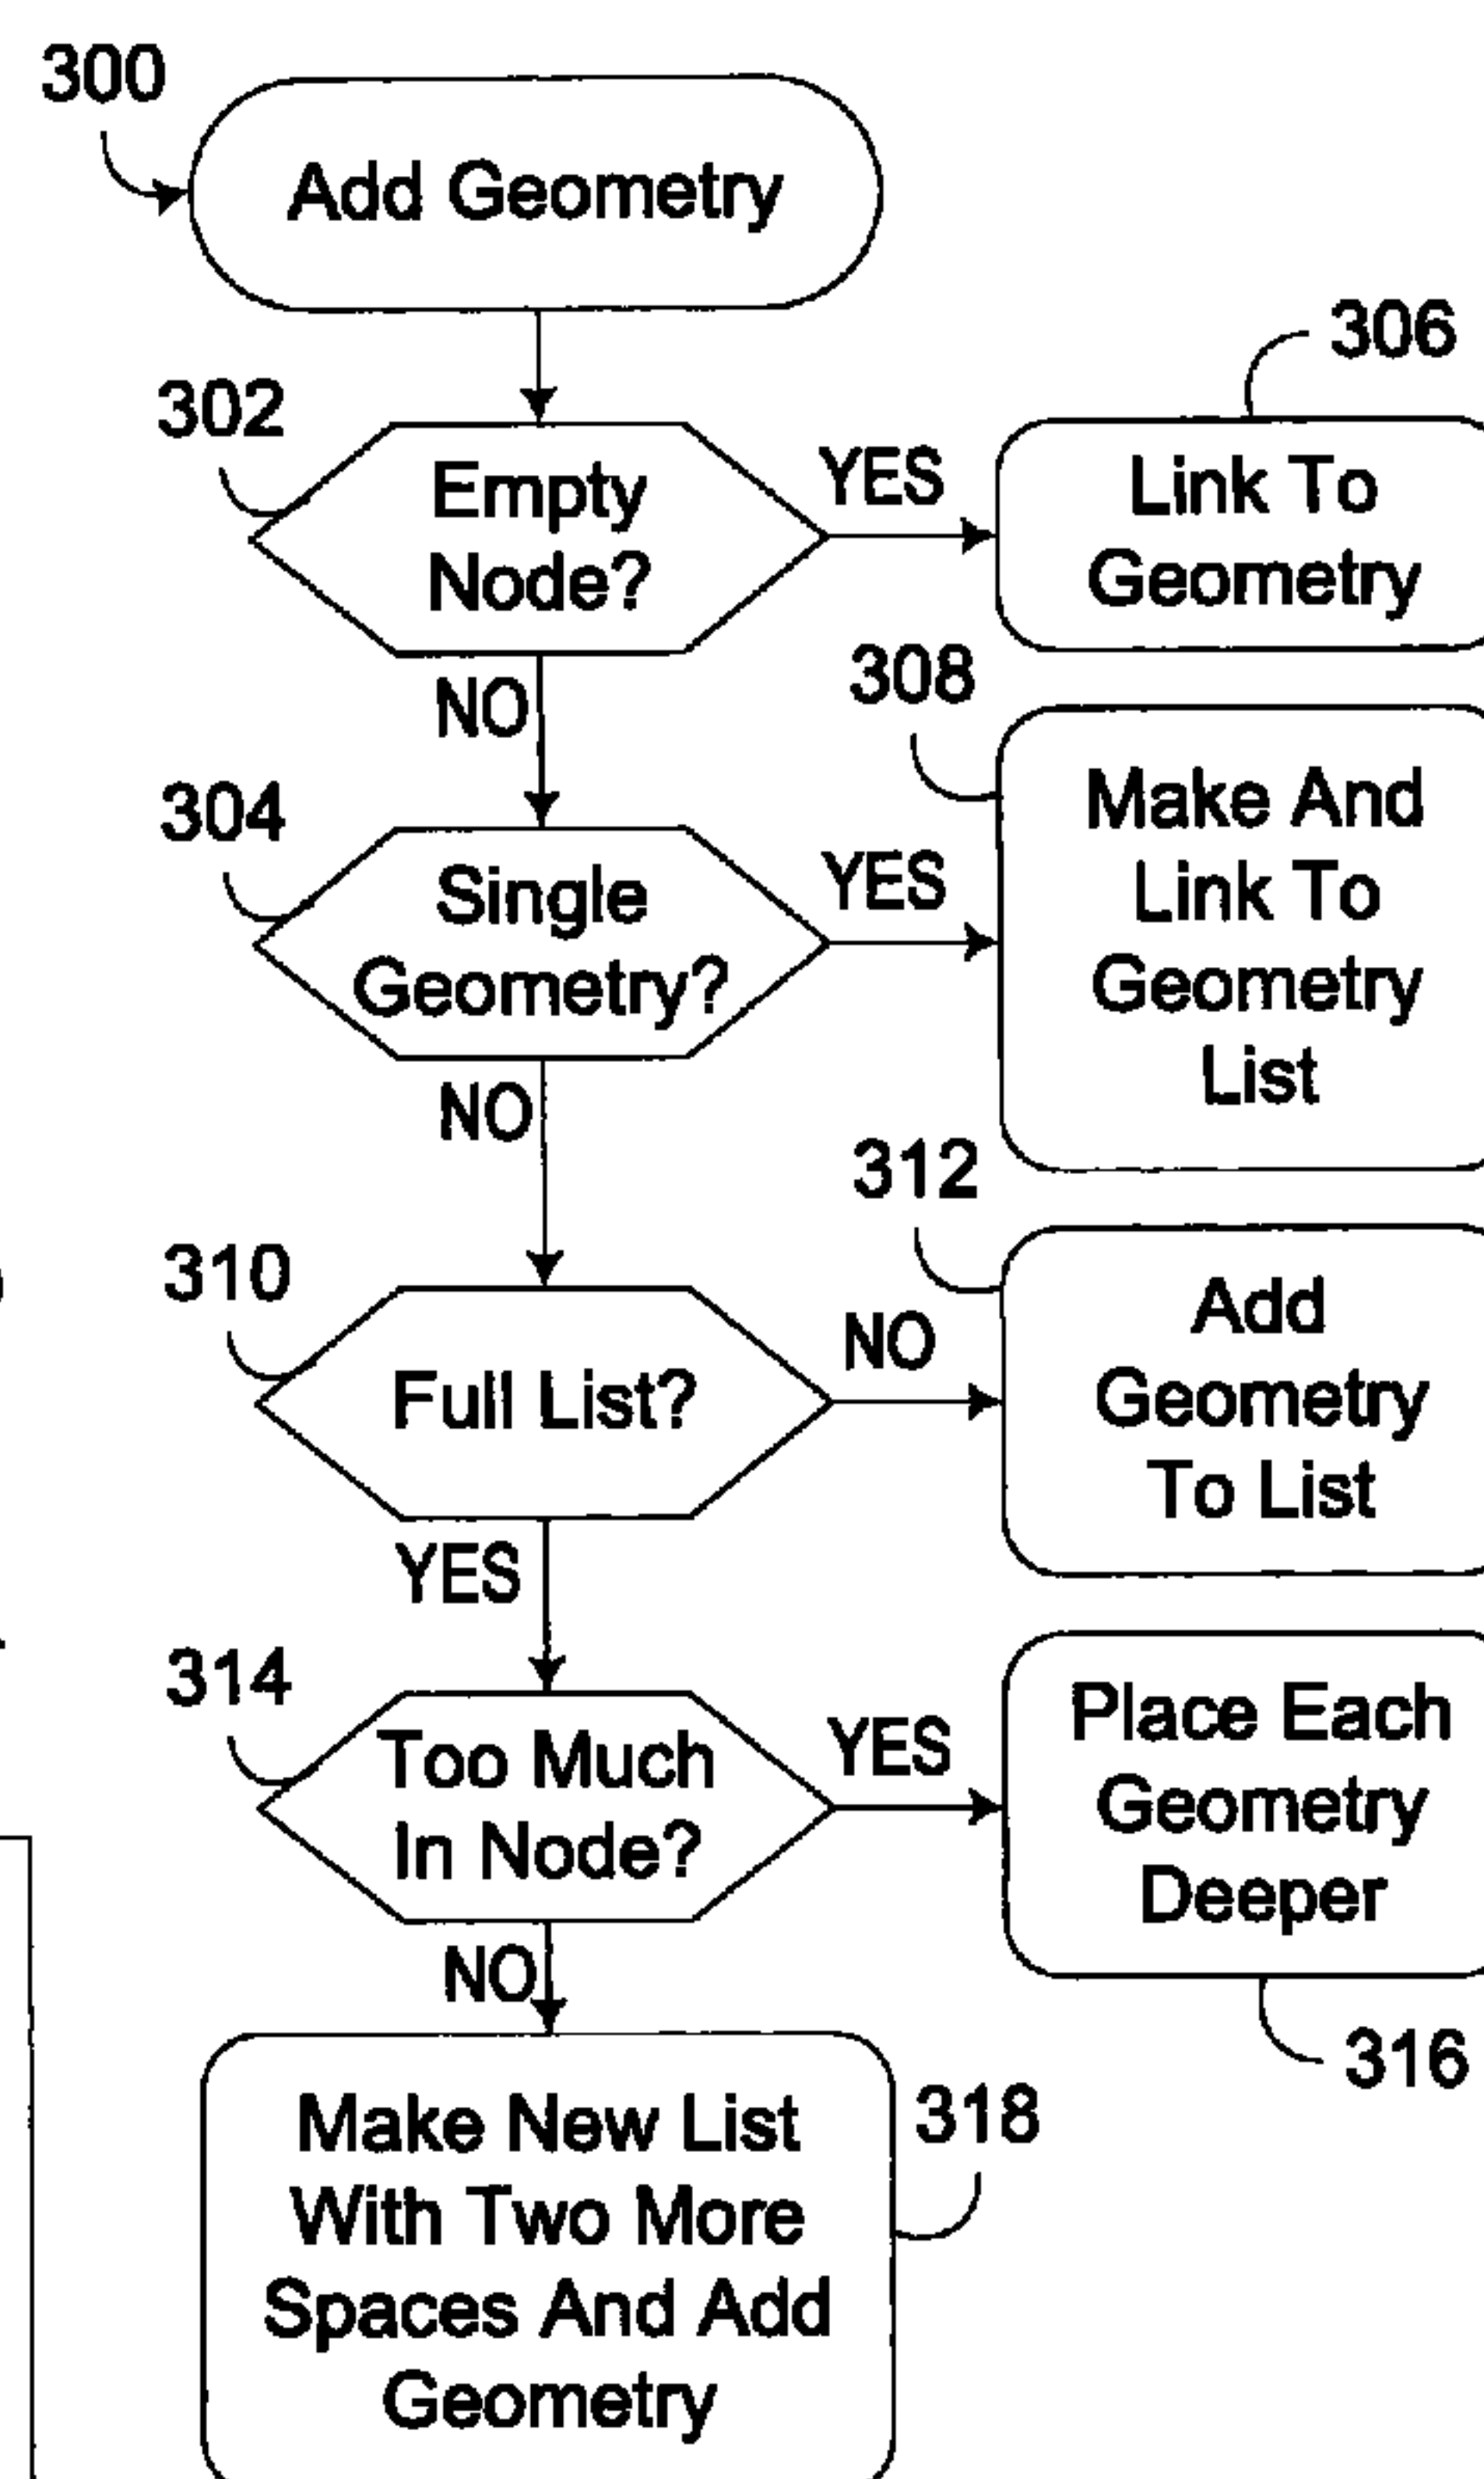 300
Add Geometry
302
Empty
Node?
YES
306
Link To
Geometry
NO
304
Single
Geometry?
YES
308
Make And
Link To
Geometry
List
NO
310
Full List?
NO
312
Add
Geometry
To List
YES
314
Too Much
In Node?
YES
Place Each
Geometry
Deeper
316
NO
Make New List
With Two More
Spaces And Add
Geometry
318